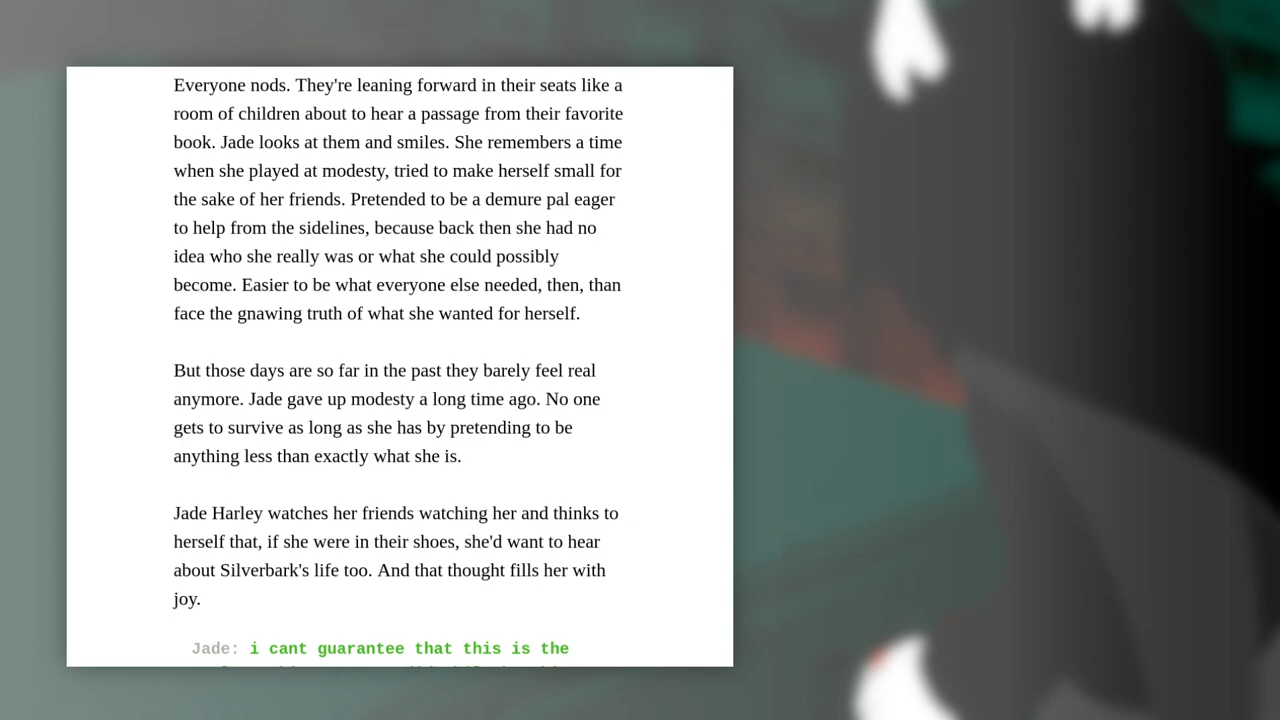 Everyone nods. They're leaning forward in their seats like a
room of children about to hear a passage from their favorite
book. Jade looks at them and smiles. She remembers a time
when she played at modesty, tried to make herself small for
the sake of her friends. Pretended to be a demure pal eager
to help from the sidelines, because back then she had no
idea who she really was or what she could possibly
become. Easier to be what everyone else needed, then, than
face the gnawing truth of what she wanted for herself.
But those days are so far in the past they barely feel real
anymore. Jade gave up modesty a long time ago. No one
gets to survive as long as she has by pretending to be
anything less than exactly what she is.
Jade Harley watches her friends watching her and thinks to
herself that, if she were in their shoes, she'd want to hear
about Silverbark's life too. And that thought fills her with
joy.
Jade: i cant guarantee that this is the